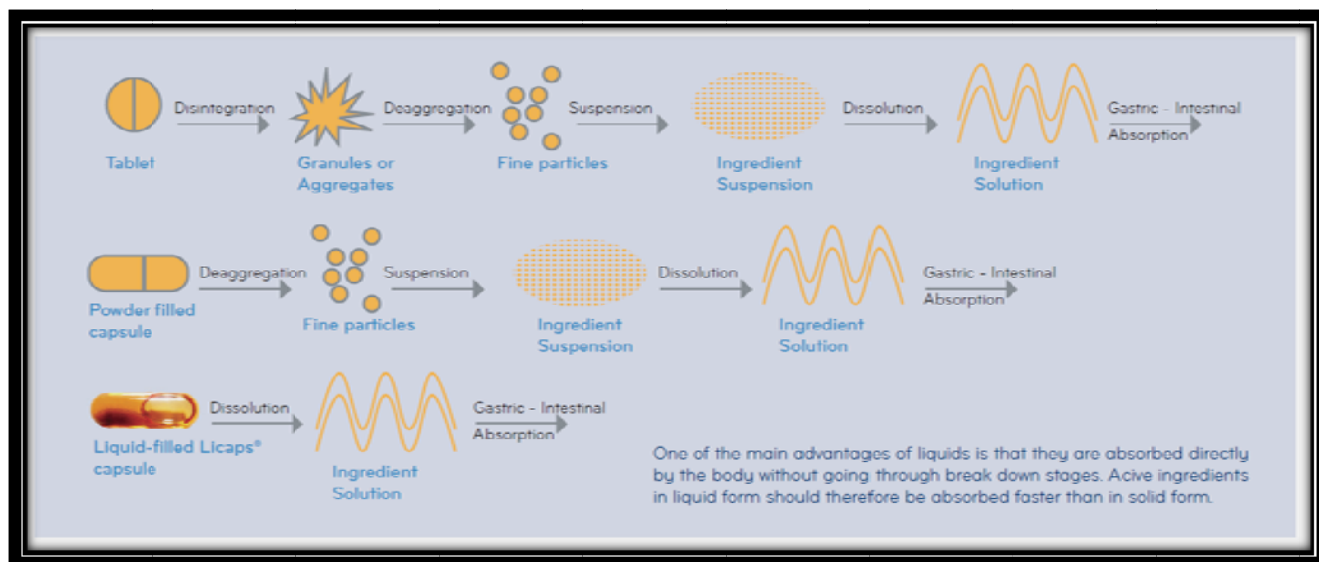 Disintegration
Deaggregation
Suspension
Dissolution
Gastric - Intestinal
Absorption
Tablet
Granules or
Aggregates
Fine particles
Ingredient
Suspension
Ingredient
Solution
Deaggregation
Suspension
Dissolution
Gastric - Intestinal
Absorption
Powder filled
capsule
Fine particles
Ingredient
Suspension
Ingredient
Solution
Dissolution
Gastric - Intestinal
Absorption
Liquid-filled Licaps®
capsule
Ingredient
Solution
One of the main advantages of liquids is that they are absorbed directly
by the body without going through break down stages. Acive ingredients
in liquid form should therefore be absorbed faster than in solid form.